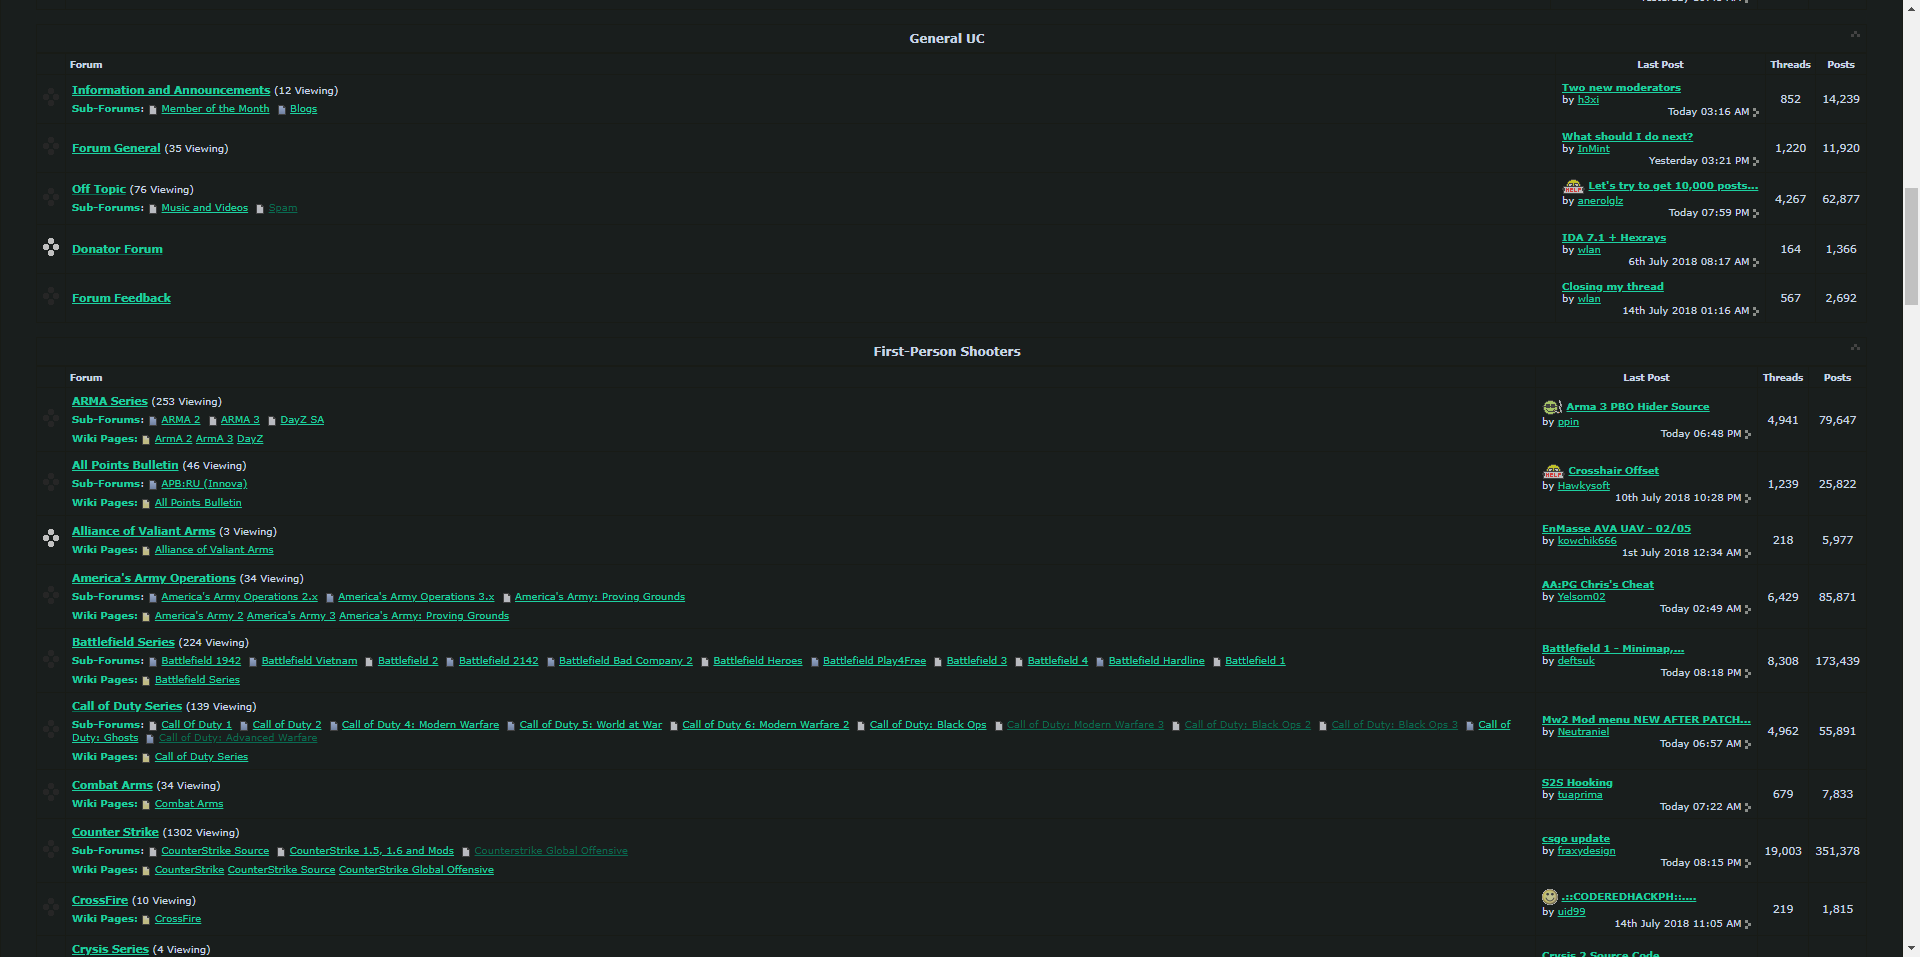 General UC
Forum Last Post Threads Posts
Information and Announcements (12 Viewing)
Sub-Forums: Member of the Month Blogs
Two new moderators
by h3xi
Today 03:16 AM
852 14,239
Forum General (35 Viewing)
What should I do next?
by InMint
Yesterday 03:21 PM
1,220 11,920
Off Topic (76 Viewing)
Sub-Forums: Music and Videos Spam
HELP! Let's try to get 10,000 posts...
by anerolglz
Today 07:59 PM
4,267 62,877
Donator Forum
IDA 7.1 + Hexrays
by wlan
6th July 2018 08:17 AM
164 1,366
Forum Feedback
Closing my thread
by wlan
14th July 2018 01:16 AM
567 2,692
First-Person Shooters
Forum Last Post Threads Posts
ARMA Series (253 Viewing)
Sub-Forums: ARMA 2 ARMA 3 DayZ SA
Wiki Pages: ArmA 2 ArmA 3 DayZ
Arma 3 PBO Hider Source
by ppin
Today 06:48 PM
4,941 79,647
All Points Bulletin (46 Viewing)
Sub-Forums: APB:RU (Innova)
Wiki Pages: All Points Bulletin
HELP! Crosshair Offset
by Hawkysoft
10th July 2018 10:28 PM
1,239 25,822
Alliance of Valiant Arms (3 Viewing)
Wiki Pages: Alliance of Valiant Arms
EnMasse AVA UAV - 02/05
by kowchik666
1st July 2018 12:34 AM
218 5,977
America's Army Operations (34 Viewing)
Sub-Forums: America's Army Operations 2.x America's Army Operations 3.x America's Army: Proving Grounds
Wiki Pages: America's Army 2 America's Army 3 America's Army: Proving Grounds
AA:PG Chris's Cheat
by Yelsom02
Today 02:49 AM
6,429 85,871
Battlefield Series (224 Viewing)
Sub-Forums: Battlefield 1942 Battlefield Vietnam Battlefield 2 Battlefield 2142 Battlefield Bad Company 2 Battlefield Heroes Battlefield Play4Free Battlefield 3 Battlefield 4 Battlefield Hardline Battlefield 1
Wiki Pages: Battlefield Series
Battlefield 1 - Minimap,...
by deftsuk
Today 08:18 PM
8,308 173,439
Call of Duty Series (139 Viewing)
Sub-Forums: Call Of Duty 1 Call of Duty 2 Call of Duty 4: Modern Warfare Call of Duty 5: World at War Call of Duty 6: Modern Warfare 2 Call of Duty: Black Ops Call of Duty: Modern Warfare 3 Call of Duty: Black Ops 2 Call of Duty: Black Ops 3 Call of
Duty: Ghosts Call of Duty: Advanced Warfare
Wiki Pages: Call of Duty Series
Mw2 Mod menu NEW AFTER PATCH...
by Neutraniel
Today 06:57 AM
4,962 55,891
Combat Arms (34 Viewing)
Wiki Pages: Combat Arms
S2S Hooking
by tuaprima
Today 07:22 AM
679 7,833
Counter Strike (1302 Viewing)
Sub-Forums: CounterStrike Source CounterStrike 1.5, 1.6 and Mods Counterstrike Global Offensive
Wiki Pages: CounterStrike CounterStrike Source CounterStrike Global Offensive
csgo update
by fraxydesign
Today 08:15 PM
19,003 351,378
CrossFire (10 Viewing)
Wiki Pages: CrossFire
.::CODEREDHACKPH::....
by uid99
14th July 2018 11:05 AM
219 1,815
Crysis Series (4 Viewing)
Crysis 2 Source Code